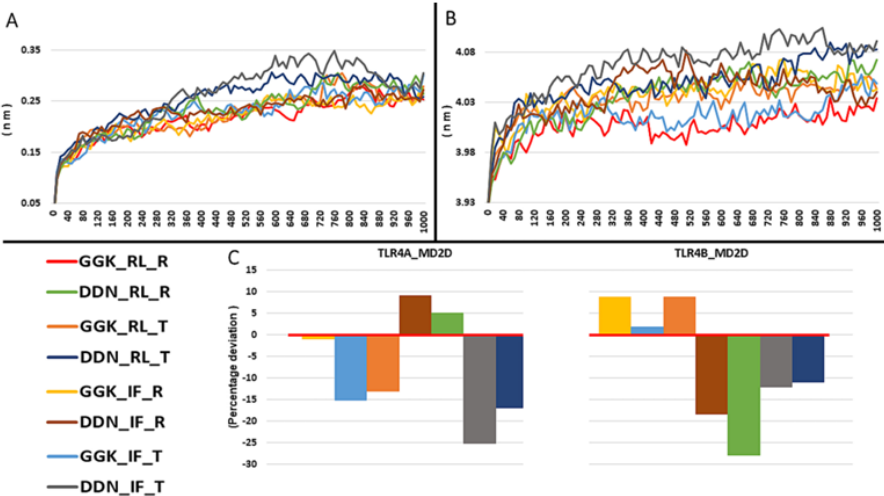 A
0.35
0.25
0.15
0.05
( n m )
0 40 80 120 160 200 240 280 320 360 400 440 480 520 560 600 640 680 720 760 800 840 880 920 960 1000
B
4.08
4.03
3.98
3.93
( n m )
0 40 80 120 160 200 240 280 320 360 400 440 480 520 560 600 640 680 720 760 800 840 880 920 960 1000
GGK_RL_R
DDN_RL_R
GGK_RL_T
DDN_RL_T
GGK_IF_R
DDN_IF_R
GGK_IF_T
DDN_IF_T
C
TLR4A_MD2D
TLR4B_MD2D
(Percentage deviation )
15
10
5
0
-5
-10
-15
-20
-25
-30